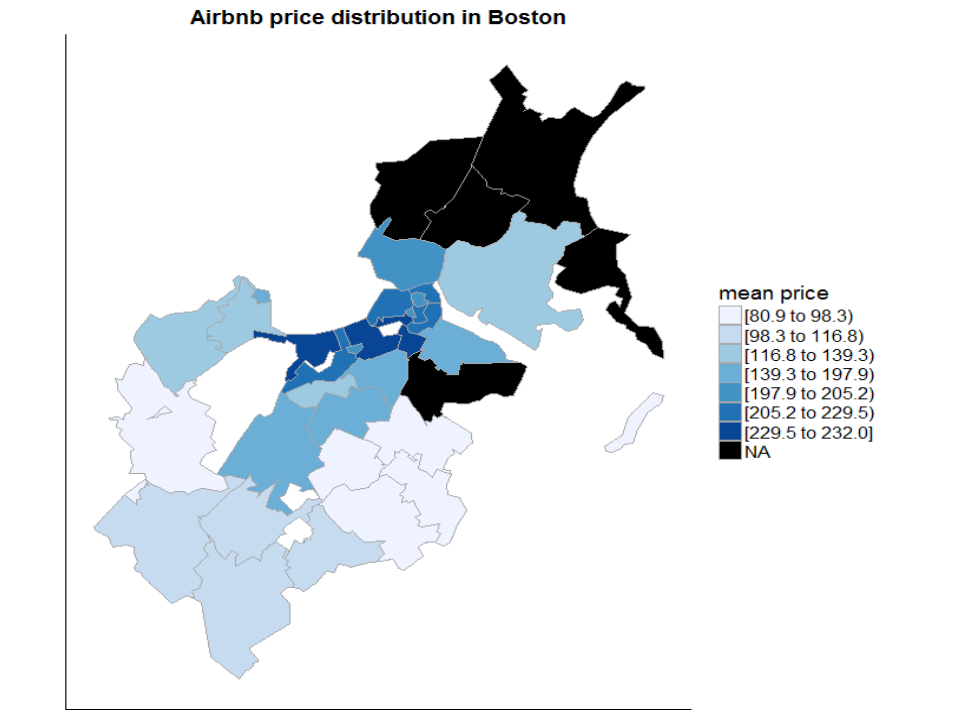 Airbnb price distribution in Boston
mean price
[80.9 to 98.3)
[98.3 to 116.8)
[116.8 to 139.3)
[139.3 to 197.9)
[197.9 to 205.2)
[205.2 to 229.5)
[229.5 to 232.0]
NA